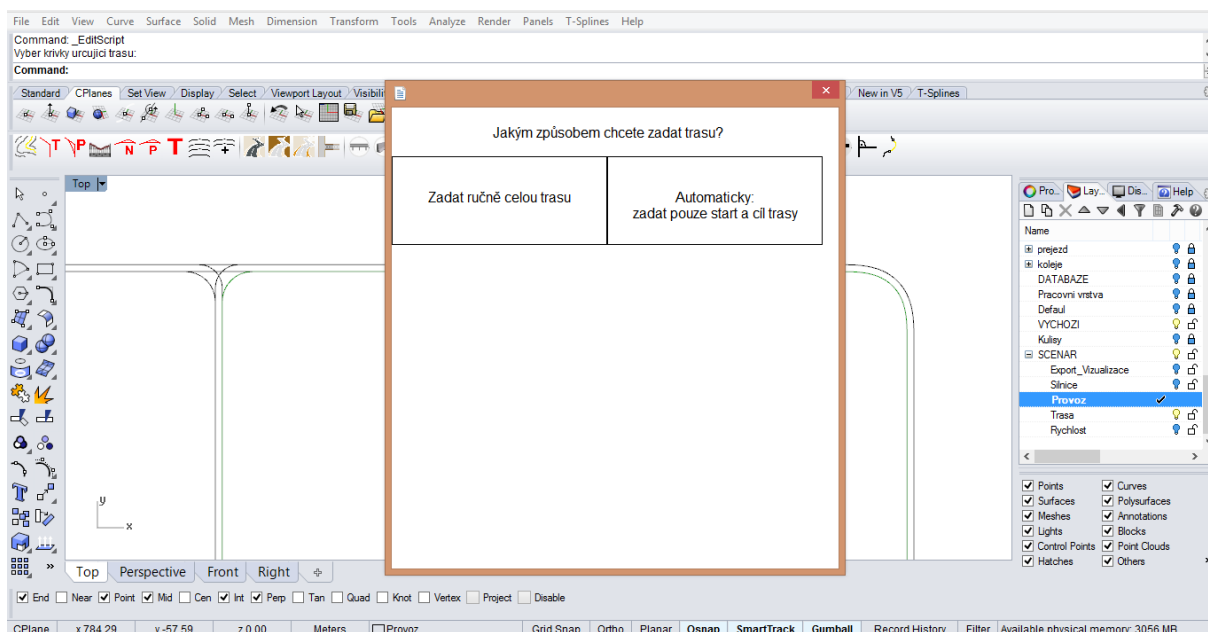 File Edit View Curve Surface Solid Mesh Dimension Transform Tools Analyze Render Panels T-Splines Help
Command: _EditScript
Vyber krivky urcujici trasu:
Command:
Standard CPlanes Set View Display Select Viewport Layout Visibili New in V5 T-Splines
T P N P T
Top
Jakým způsobem chcete zadat trasu?
Zadat ručně celou trasu
Automaticky:
zadat pouze start a cíl trasy
Pro... Lay... Dis... Help
Name
prejezd
koleje
DATABAZE
Pracovni vrstva
Defaul
VYCHOZI
Kulisy
SCENAR
Export_Vizualizace
Silnice
Provoz
Trasa
Rychlost
Points Curves
Surfaces Polysurfaces
Meshes Annotations
Lights Blocks
Control Points Point Clouds
Hatches Others
y
x
Top Perspective Front Right
End Near Point Mid Cen Int Perp Tan Quad Knot Vertex Project Disable
CPlane x 784.29 y -57.59 z 0.00 Meters Provoz Grid Snap Ortho Planar Osnap SmartTrack Gumball Record History Filter Available physical memory: 3056 MB